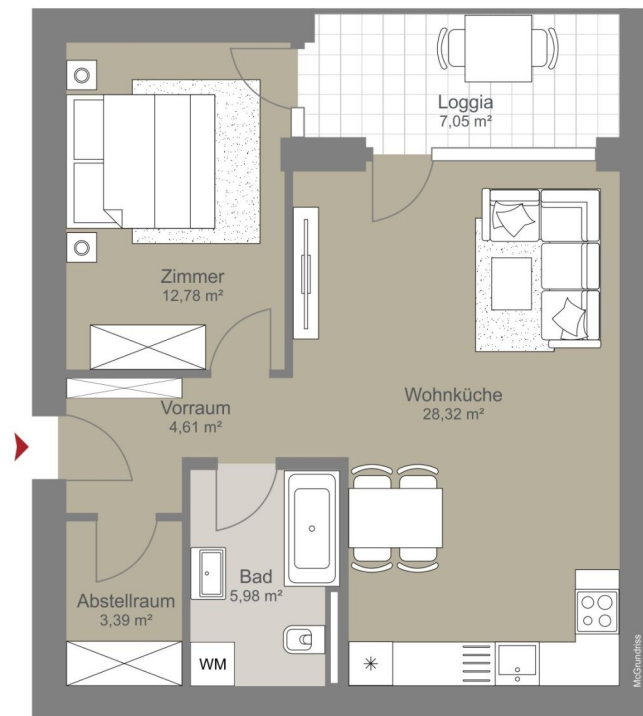 Loggia
7,05 m²
Zimmer
12,78 m²
Wohnküche
28,32 m²
Vorraum
4,61 m²
Bad
5,98 m²
Abstellraum
3,39 m²
WM
McGrundriss